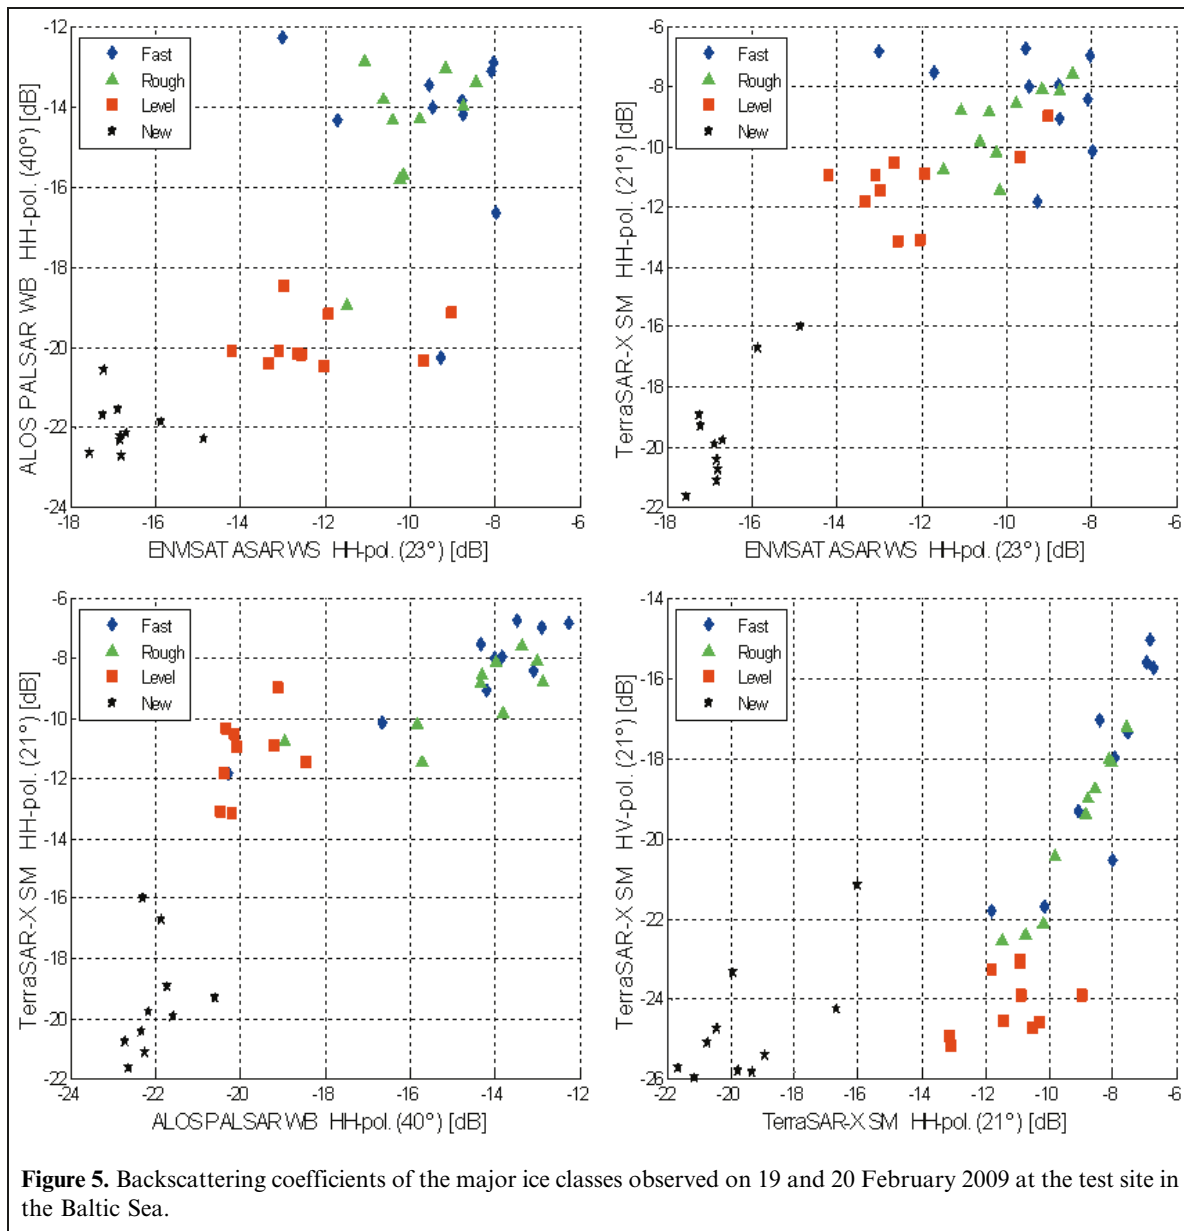 -12
-14
-16
-18
-20
-22
-24
ALOS PALSAR WB HH-pol. (40°) [dB]
Fast
Rough
Level
New
-18
-16
-14
-12
-10
-8
-6
ENVISAT ASAR WS HH-pol. (23°) [dB]
-6
-8
-10
-12
-14
-16
-18
-20
-22
TerraSAR-X SM HH-pol. (21°) [dB]
Fast
Rough
Level
New
-18
-16
-14
-12
-10
-8
-6
ENVISAT ASAR WS HH-pol. (23°) [dB]
-6
-8
-10
-12
-14
-16
-18
-20
-22
TerraSAR-X SM HH-pol. (21°) [dB]
Fast
Rough
Level
New
-24
-22
-20
-18
-16
-14
-12
ALOS PALSAR WB HH-pol. (40°) [dB]
-14
-16
-18
-20
-22
-24
-26
TerraSAR-X SM HV-pol. (21°) [dB]
Fast
Rough
Level
New
-22
-20
-18
-16
-14
-12
-10
-8
-6
TerraSAR-X SM HH-pol. (21°) [dB]
Figure 5. Backscattering coefficients of the major ice classes observed on 19 and 20 February 2009 at the test site in
the Baltic Sea.